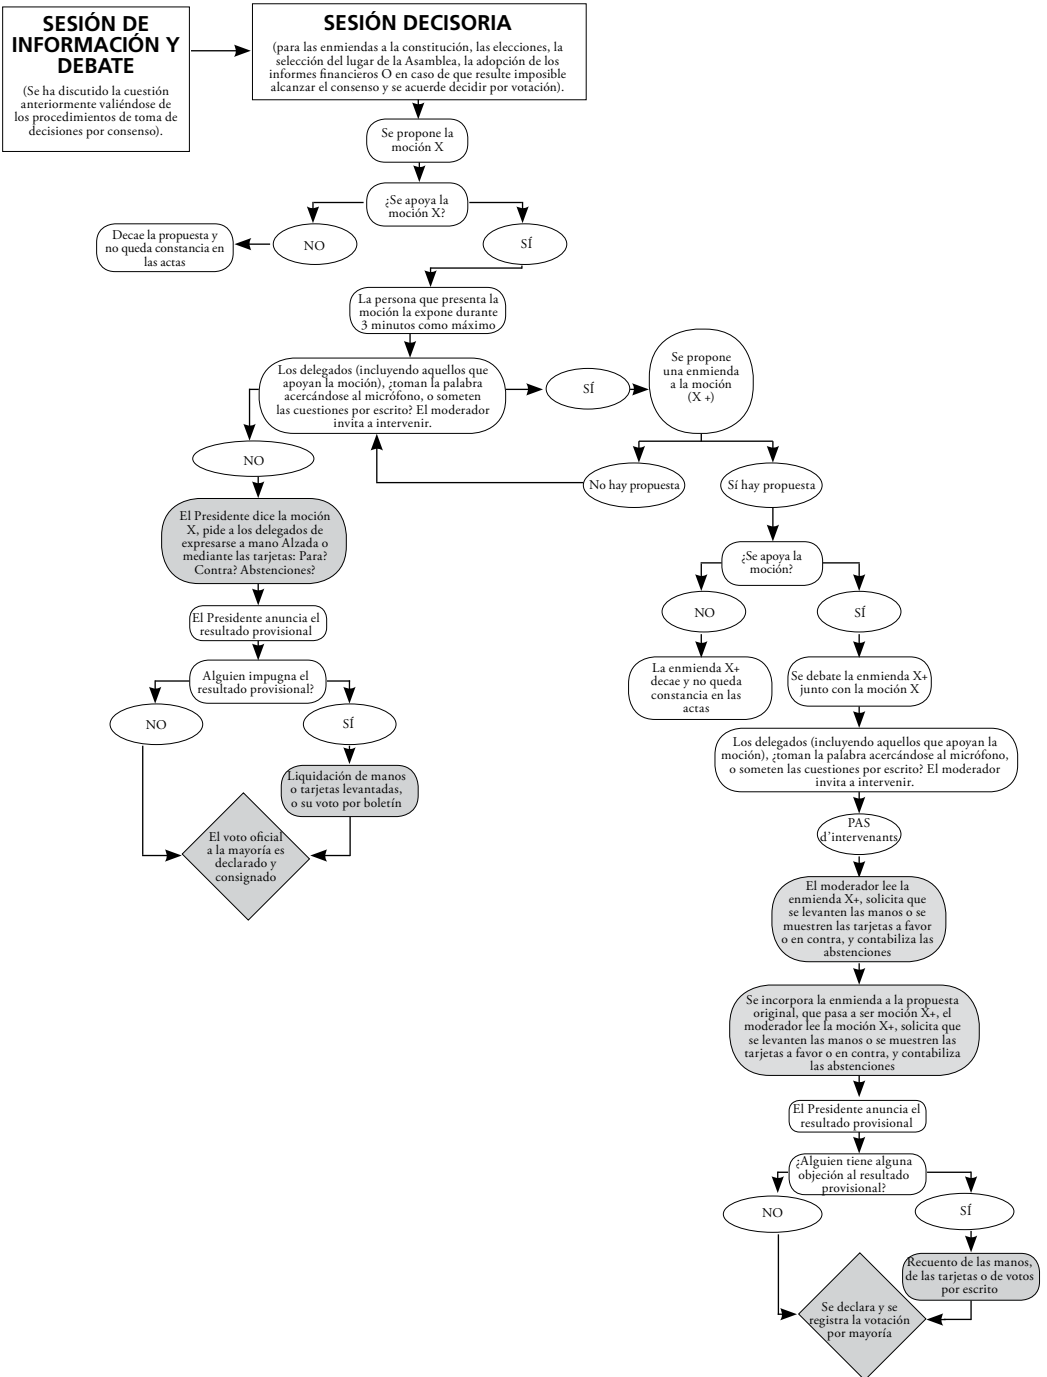 SESIÓN DE
INFORMACIÓN Y
DEBATE
(Se ha discutido la cuestión
anteriormente valiéndose de
los procedimientos de toma de
decisiones por consenso).
SESIÓN DECISORIA
(para las enmiendas a la constitución, las elecciones, la
selección del lugar de la Asamblea, la adopción de los
informes financieros O en caso de que resulte imposible
alcanzar el consenso y se acuerde decidir por votación).
Se propone la
moción X
¿Se apoya la
moción X?
NO
SÍ
Decae la propuesta y
no queda constancia en
las actas
La persona que presenta la
moción la expone durante
3 minutos como máximo
Los delegados (incluyendo aquellos que
apoyan la moción), ¿toman la palabra
acercándose al micrófono, o someten
las cuestiones por escrito? El moderador
invita a intervenir.
SÍ
Se propone
una enmienda
a la moción
(X +)
NO
No hay propuesta
Sí hay propuesta
El Presidente dice la moción
X, pide a los delegados de
expresarse a mano Alzada o
mediante las tarjetas: Para?
Contra? Abstenciones?
El Presidente anuncia el
resultado provisional
Alguien impugna el
resultado provisional?
NO
SÍ
Liquidación de manos
o tarjetas levantadas,
o su voto por boletín
El voto oficial
a la mayoría es
declarado y
consignado
¿Se apoya la
moción?
NO
SÍ
La enmienda X+
decae y no queda
constancia en las
actas
Se debate la enmienda X+
junto con la moción X
Los delegados (incluyendo aquellos que apoyan la
moción), ¿toman la palabra acercándose al micrófono,
o someten las cuestiones por escrito? El moderador
invita a intervenir.
PAS
d'intervenants
El moderador lee la
enmienda X+, solicita que
se levanten las manos o se
muestren las tarjetas a favor
o en contra, y contabiliza las
abstenciones
Se incorpora la enmienda a la propuesta
original, que pasa a ser moción X+, el
moderador lee la moción X+, solicita que
se levanten las manos o se muestren las
tarjetas a favor o en contra, y contabiliza
las abstenciones
El Presidente anuncia el
resultado provisional
¿Alguien tiene alguna
objeción al resultado
provisional?
NO
SÍ
Recuento de las manos,
de las tarjetas o de votos
por escrito
Se declara y se
registra la votación
por mayoría